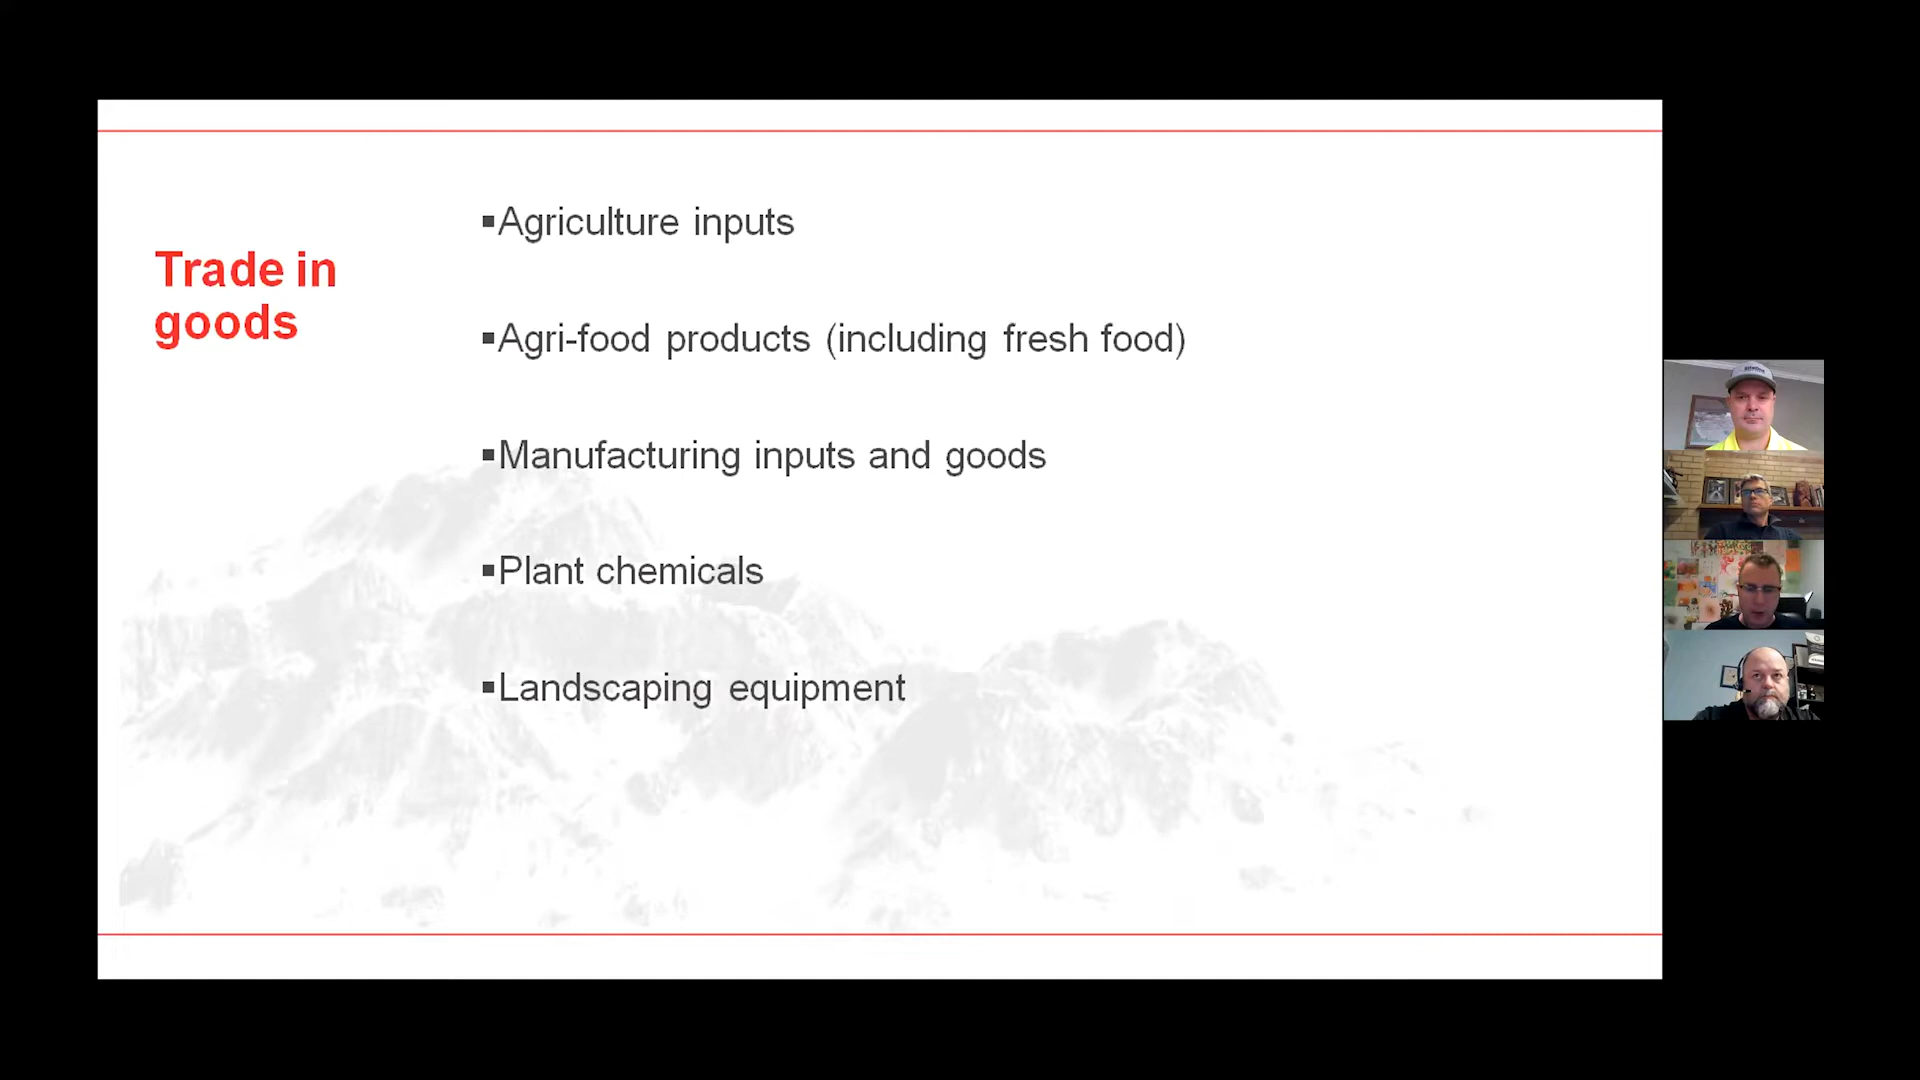 Trade in
goods
▪Agriculture inputs
▪Agri-food products (including fresh food)
▪Manufacturing inputs and goods
▪Plant chemicals
▪Landscaping equipment